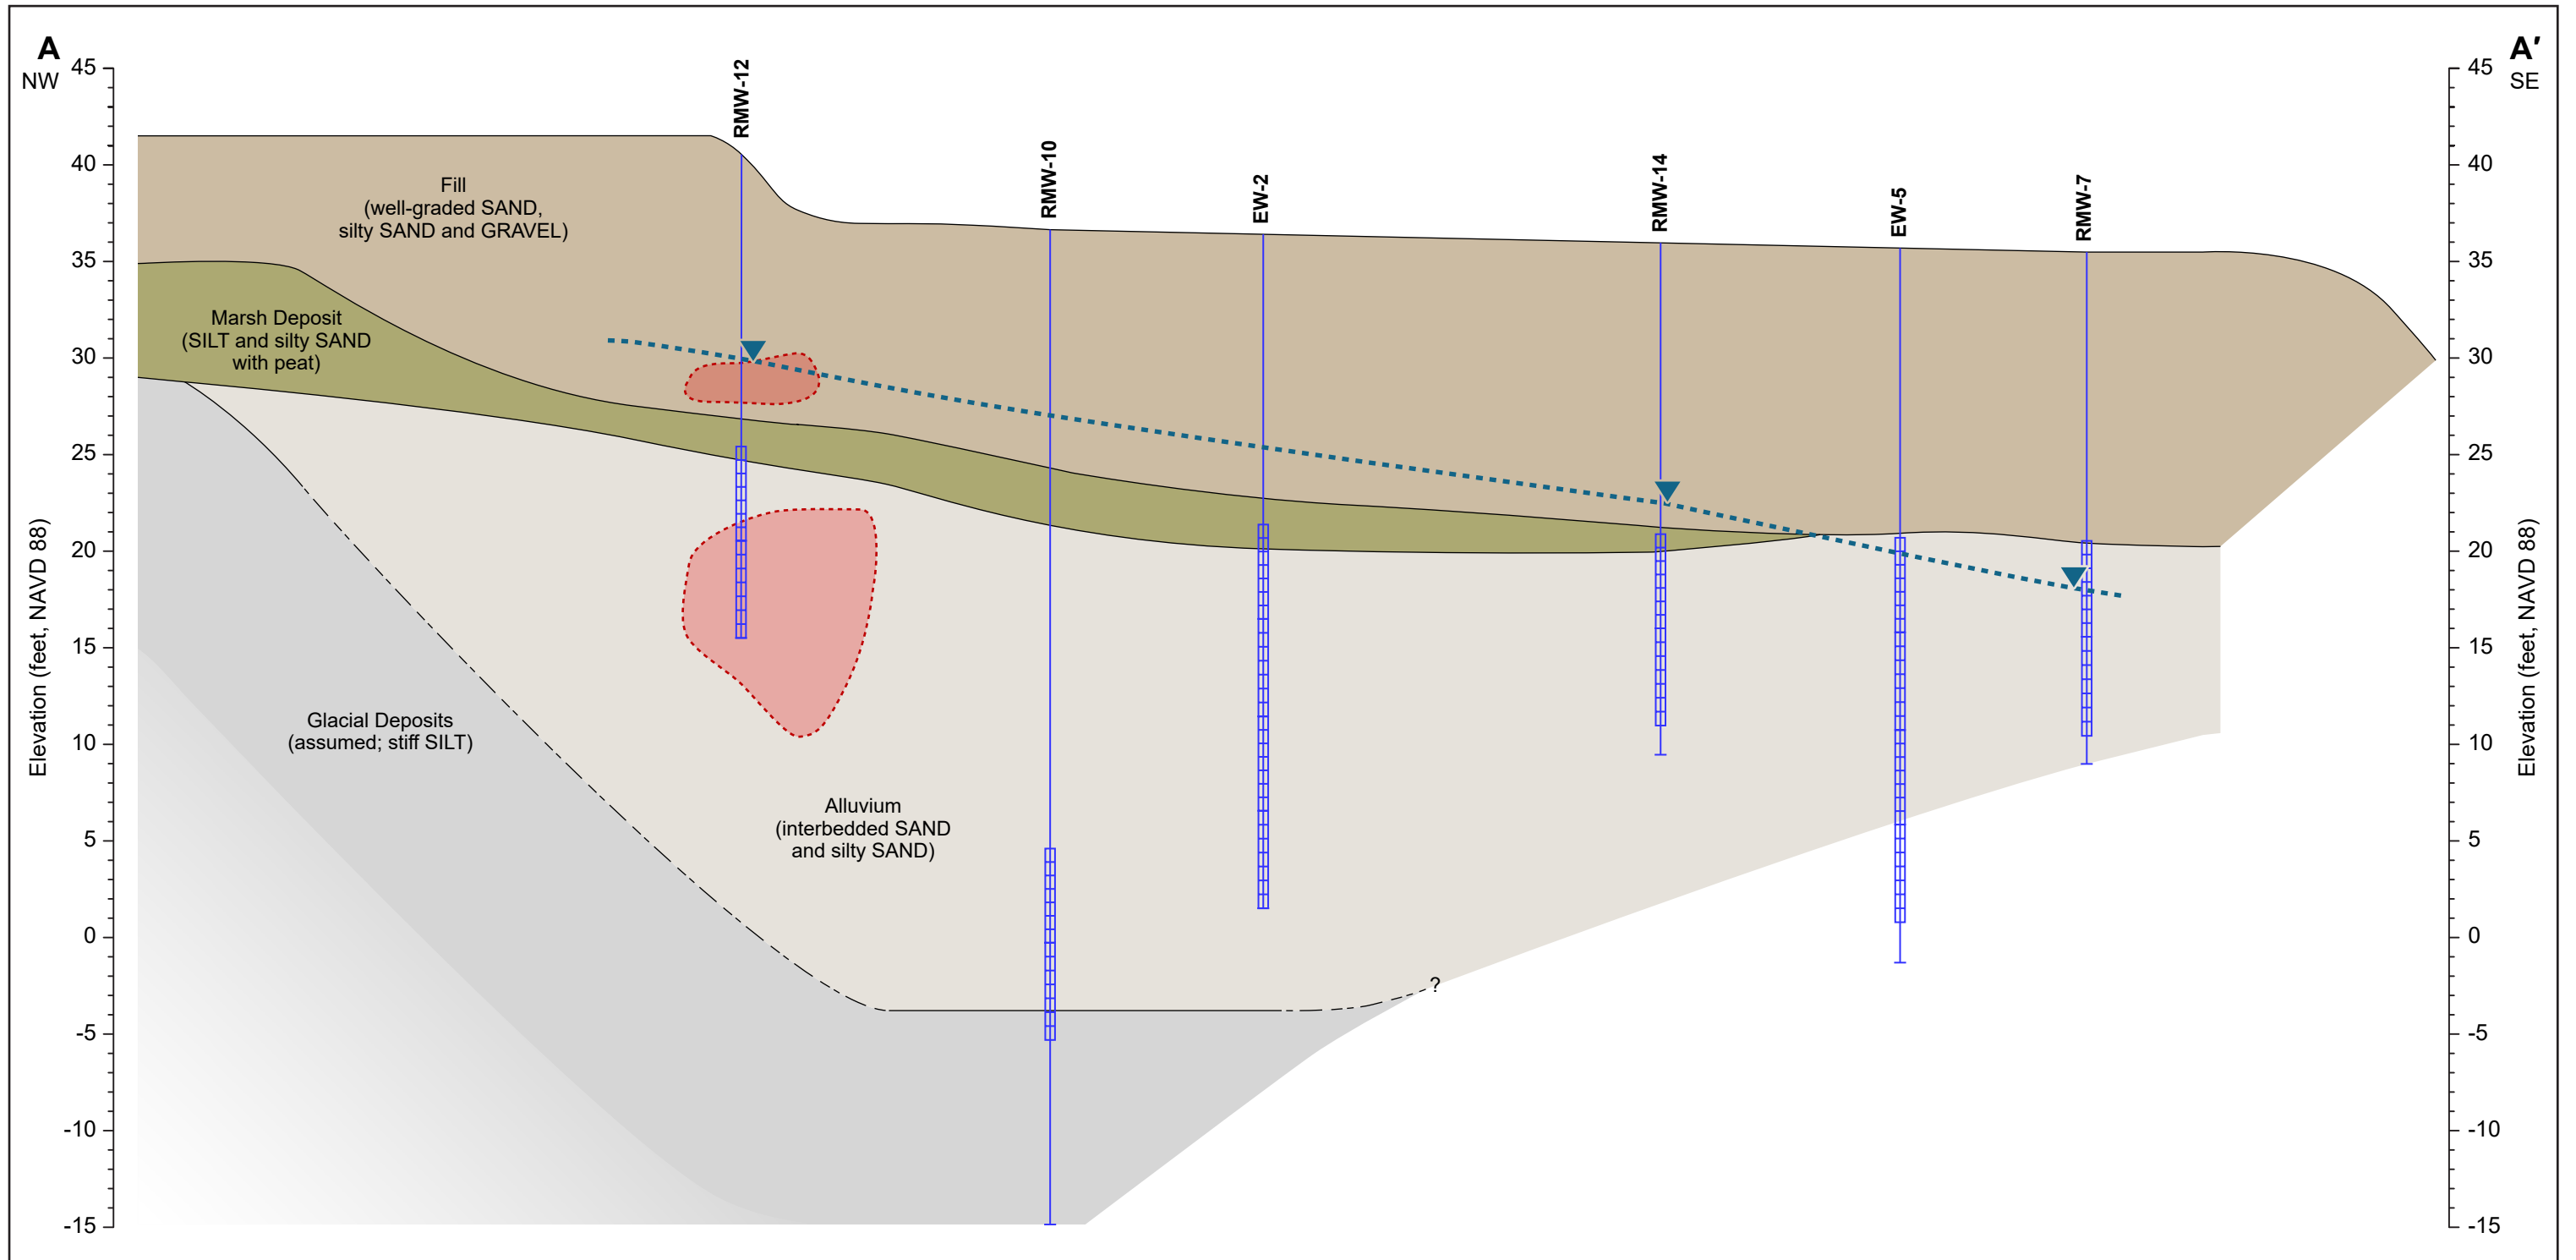 A
NW
A′
SE
45
40
35
30
25
20
15
10
5
0
-5
-10
-15
Elevation (feet, NAVD 88)
RMW-12
RMW-10
EW-2
RMW-14
EW-5
RMW-7
Fill
(well-graded SAND,
silty SAND and GRAVEL)
Marsh Deposit
(SILT and silty SAND
with peat)
Glacial Deposits
(assumed; stiff SILT)
Alluvium
(interbedded SAND
and silty SAND)
?
45
40
35
30
25
20
15
10
5
0
-5
-10
-15
Elevation (feet, NAVD 88)